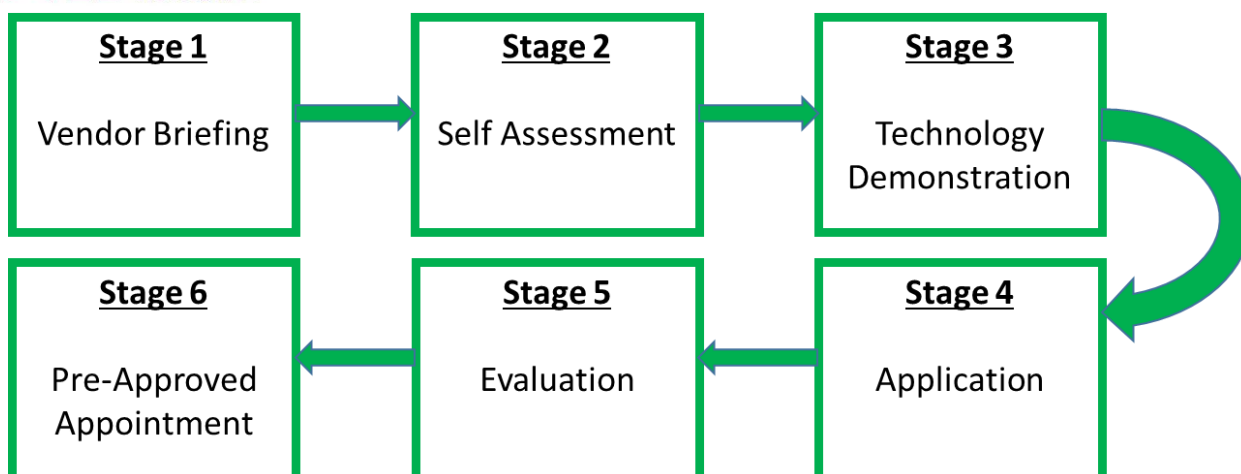 Stage 1
Vendor Briefing
Stage 2
Self Assessment
Stage 3
Technology
Demonstration
Stage 4
Application
Stage 5
Evaluation
Stage 6
Pre-Approved
Appointment